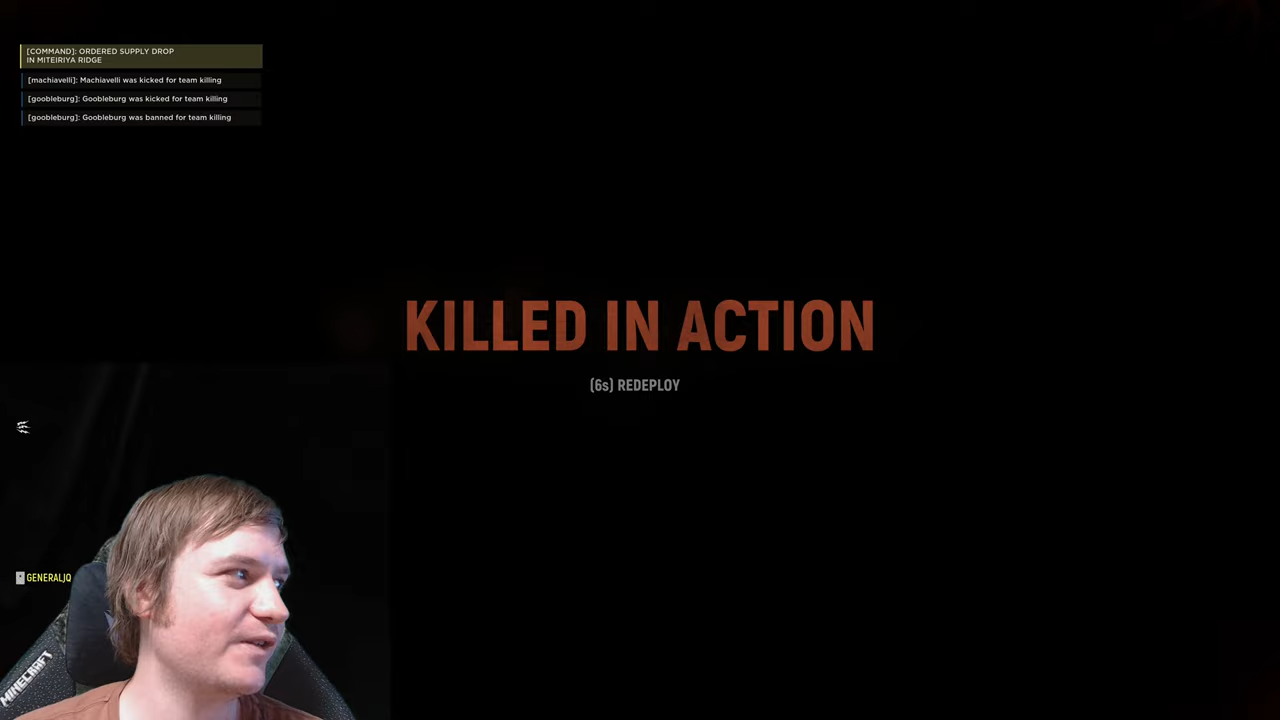 [COMMAND]: ORDERED SUPPLY DROP
IN MITEIRIYA RIDGE
[machiavelli]: Machiavelli was kicked for team killing
[goobleburg]: Goobleburg was kicked for team killing
[goobleburg]: Goobleburg was banned for team killing
KILLED IN ACTION
(6s) REDEPLOY
GENERALJQ
MINECRAFT